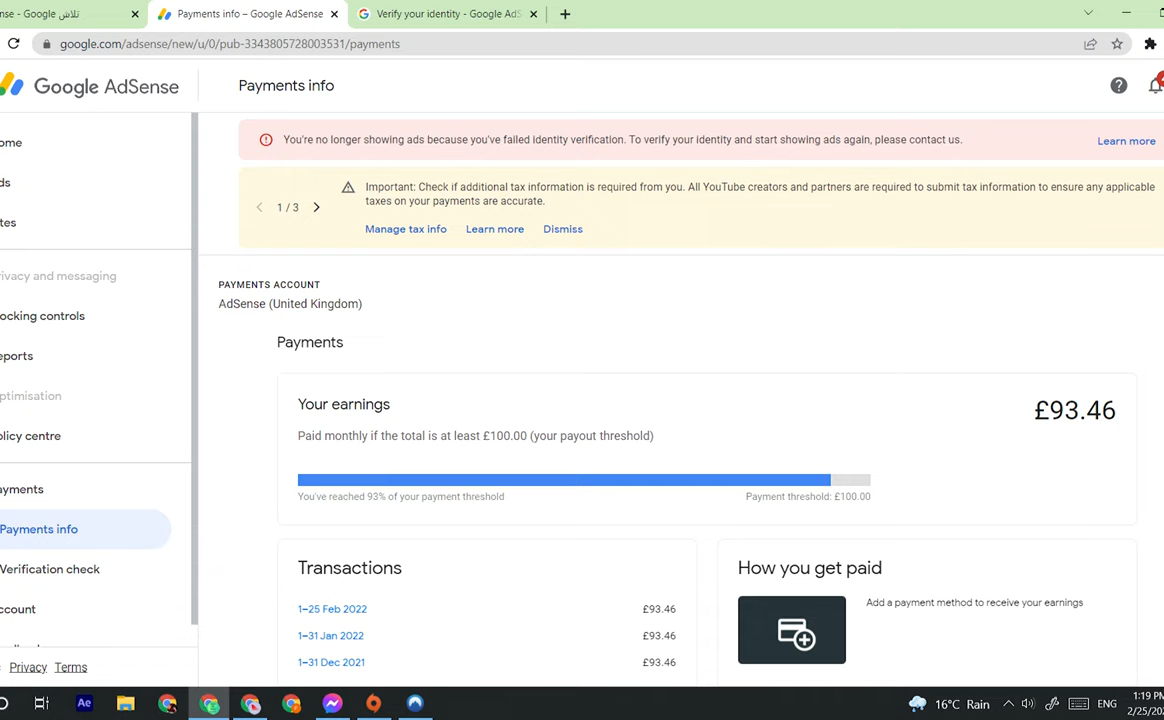 nse - Google تلاش
Payments info – Google AdSense
Verify your identity - Google AdS
google.com/adsense/new/u/0/pub-3343805728003531/payments
Google AdSense
Payments info
ome
You're no longer showing ads because you've failed identity verification. To verify your identity and start showing ads again, please contact us.
Learn more
ds
Important: Check if additional tax information is required from you. All YouTube creators and partners are required to submit tax information to ensure any applicable
taxes on your payments are accurate.
1 / 3
tes
Manage tax info
Learn more
Dismiss
rivacy and messaging
ocking controls
eports
ptimisation
olicy centre
ayments
Payments info
Verification check
ccount
Privacy
Terms
PAYMENTS ACCOUNT
AdSense (United Kingdom)
Payments
Your earnings
£93.46
Paid monthly if the total is at least £100.00 (your payout threshold)
You've reached 93% of your payment threshold
Payment threshold: £100.00
Transactions
1–25 Feb 2022 £93.46
1–31 Jan 2022 £93.46
1–31 Dec 2021 £93.46
How you get paid
Add a payment method to receive your earnings
Ae
16°C Rain
ENG
1:19 PM
2/25/202